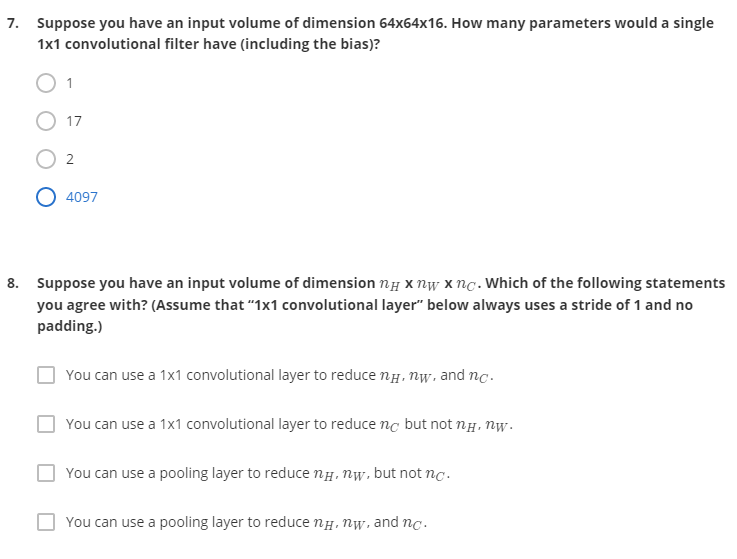 7. Suppose you have an input volume of dimension 64x64x16. How many parameters would a single
1x1 convolutional filter have (including the bias)?
1
17
2
4097
8. Suppose you have an input volume of dimension n_H x n_W x n_C. Which of the following statements
you agree with? (Assume that “1x1 convolutional layer” below always uses a stride of 1 and no
padding.)
You can use a 1x1 convolutional layer to reduce n_H, n_W, and n_C.
You can use a 1x1 convolutional layer to reduce n_C but not n_H, n_W.
You can use a pooling layer to reduce n_H, n_W, but not n_C.
You can use a pooling layer to reduce n_H, n_W, and n_C.